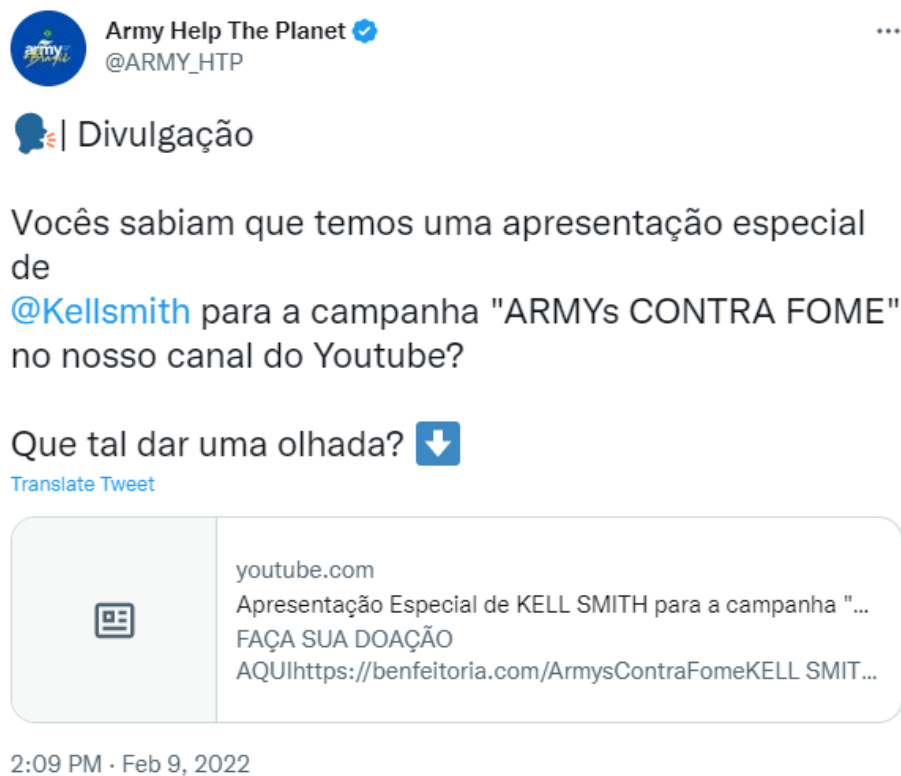 Army Help The Planet
@ARMY_HTP
army
Brasil
| Divulgação
Vocês sabiam que temos uma apresentação especial
de
@Kellsmith para a campanha "ARMYs CONTRA FOME"
no nosso canal do Youtube?
Que tal dar uma olhada?
Translate Tweet
youtube.com
Apresentação Especial de KELL SMITH para a campanha "...
FAÇA SUA DOAÇÃO
AQUIhttps://benfeitoria.com/ArmysContraFomeKELL SMIT...
2:09 PM · Feb 9, 2022